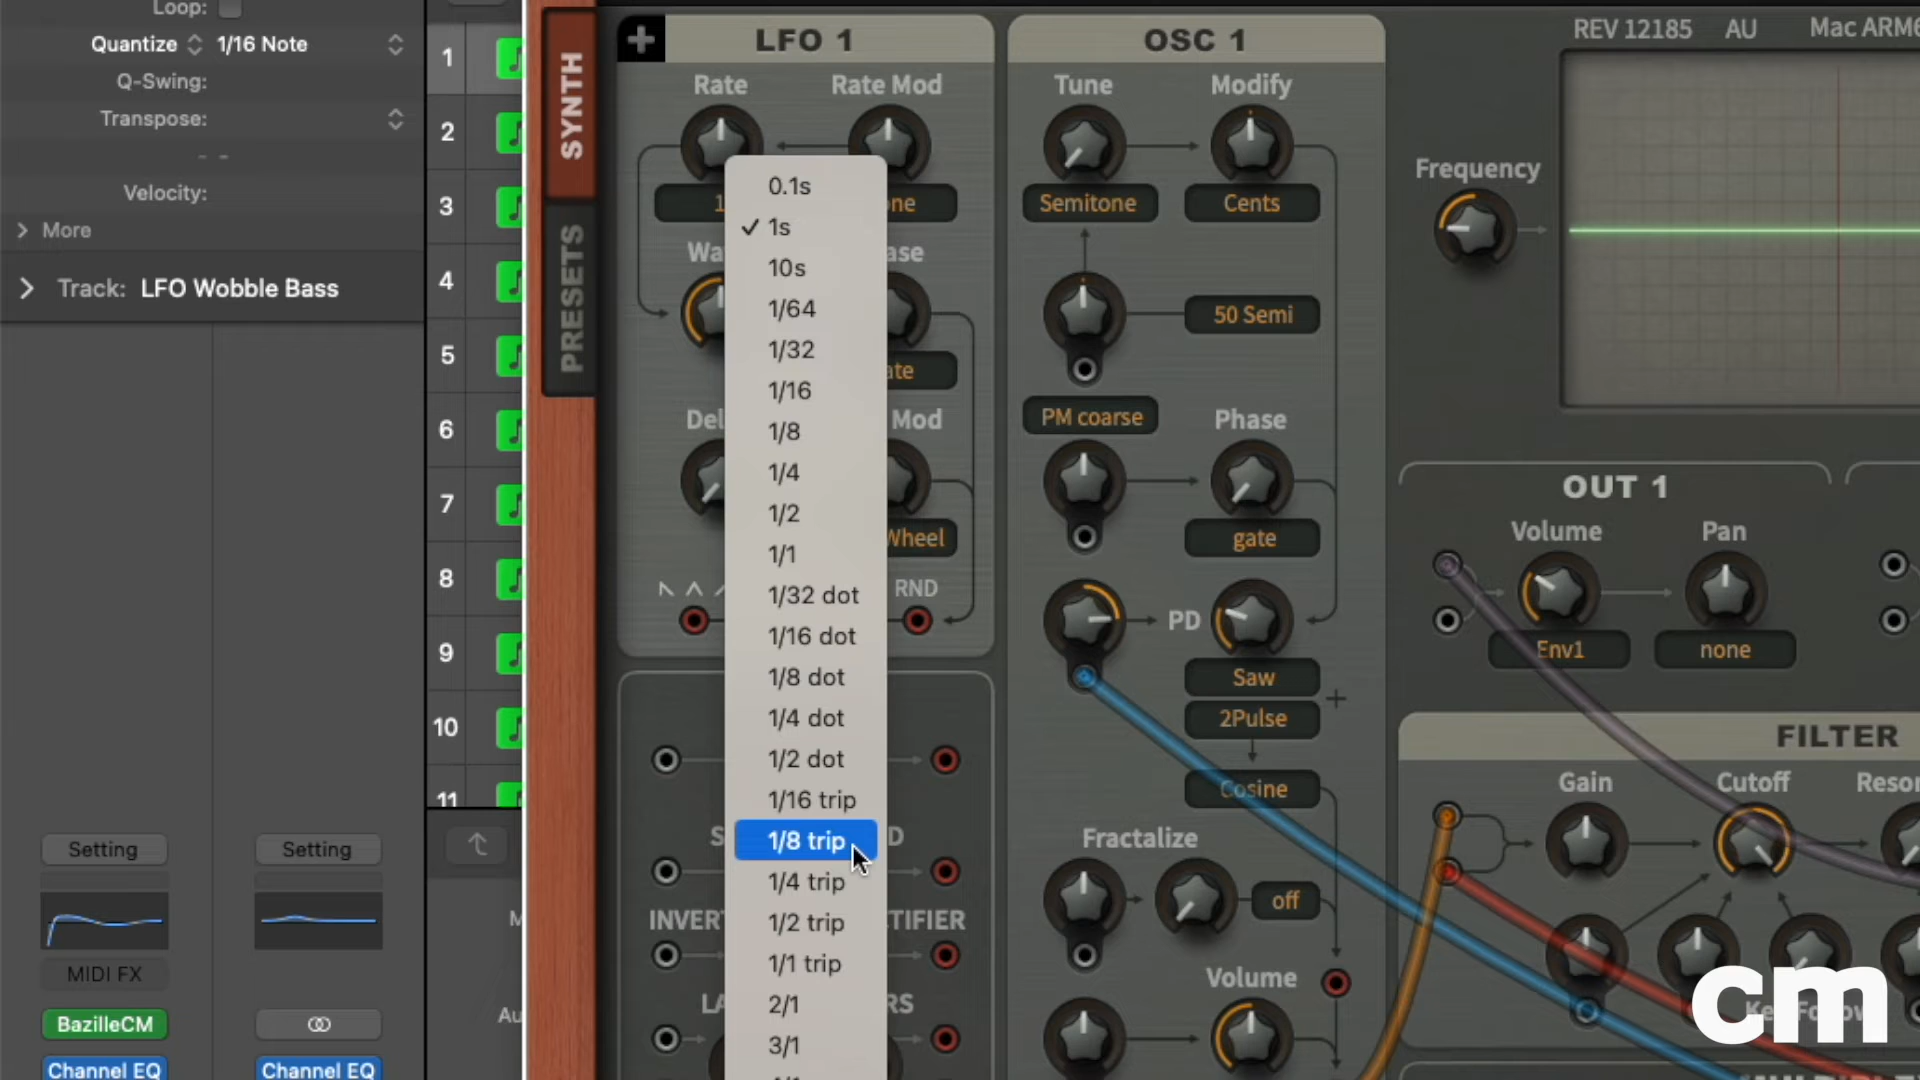 Loop:
Quantize 1/16 Note
Q-Swing:
Transpose:
- -
Velocity:
More
Track: LFO Wobble Bass
Setting
Setting
MIDI FX
BazilleCM
Channel EQ
Channel EQ
1
2
3
4
5
6
7
8
9
10
11
SYNTH
PRESETS
LFO 1
Rate
Rate Mod
0.1s
1s
10s
1/64
1/32
1/16
1/8
1/4
1/2
1/1
1/32 dot
1/16 dot
1/8 dot
1/4 dot
1/2 dot
1/16 trip
1/8 trip
1/4 trip
1/2 trip
1/1 trip
2/1
3/1
Mod
Wheel
RND
INVERT
OSC 1
Tune
Modify
Semitone
Cents
50 Semi
PM coarse
Phase
gate
PD
Saw
2Pulse
Cosine
Fractalize
off
Volume
REV 12185 AU Mac ARM6
Frequency
OUT 1
Volume
Pan
Env1
none
FILTER
Gain
Cutoff
Reson
cm